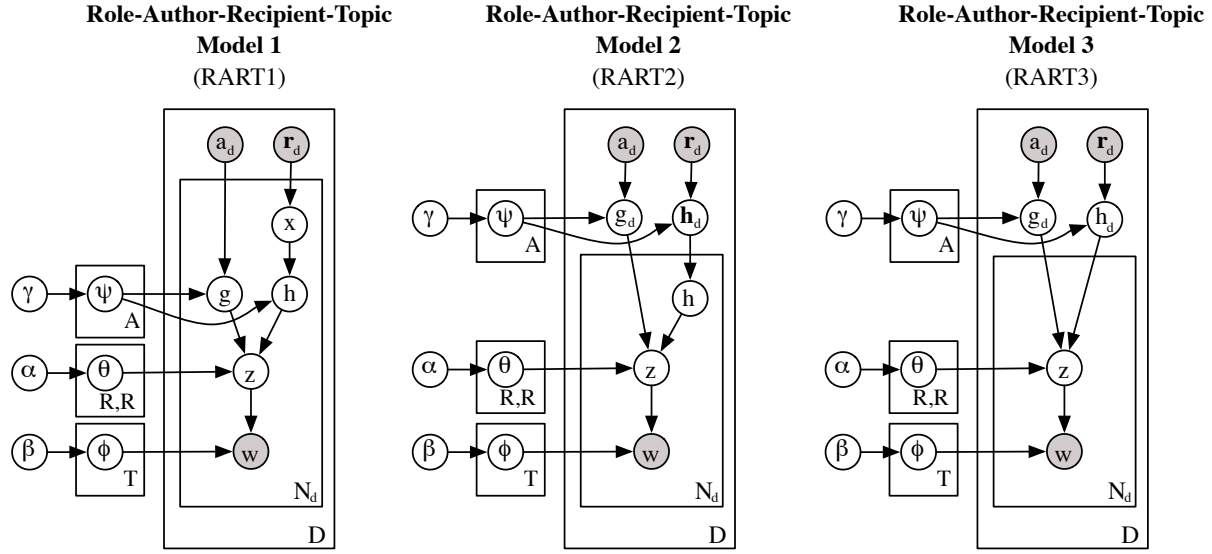 Role-Author-Recipient-Topic
Model 1
(RART1)
a_d
r_d
x
γ
ψ
A
g
h
α
θ
R,R
z
β
ϕ
T
w
N_d
D
Role-Author-Recipient-Topic
Model 2
(RART2)
a_d
r_d
γ
ψ
A
g_d
h_d
h
α
θ
R,R
z
β
ϕ
T
w
N_d
D
Role-Author-Recipient-Topic
Model 3
(RART3)
a_d
r_d
γ
ψ
A
g_d
h_d
α
θ
R,R
z
β
ϕ
T
w
N_d
D